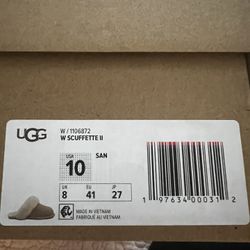 UGG
W / 1106872
W SCUFFETTE II
USA
10
SAN
UK EU JP
8 41 27
MADE IN VIETNAM
FABRIQUÉ AU VIETNAM
1 97634 00031 2